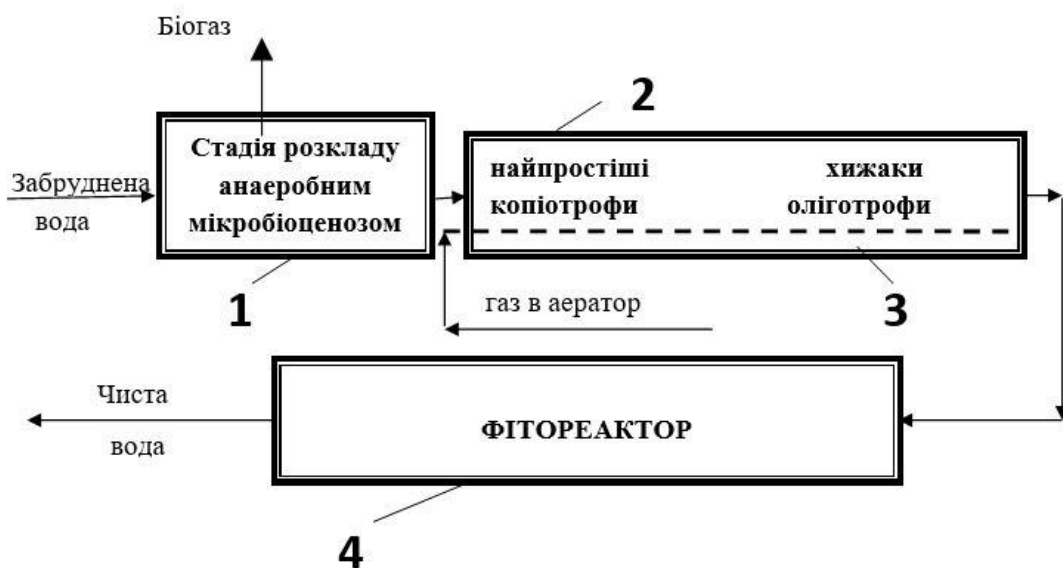 Біогаз
2
Стадія розкладу
анаеробним
мікробіоценозом
найпростіші
хижаки
копіотрофи
оліготрофи
Забруднена
вода
1
газ в аератор
3
Чиста
вода
ФІТОРЕАКТОР
4